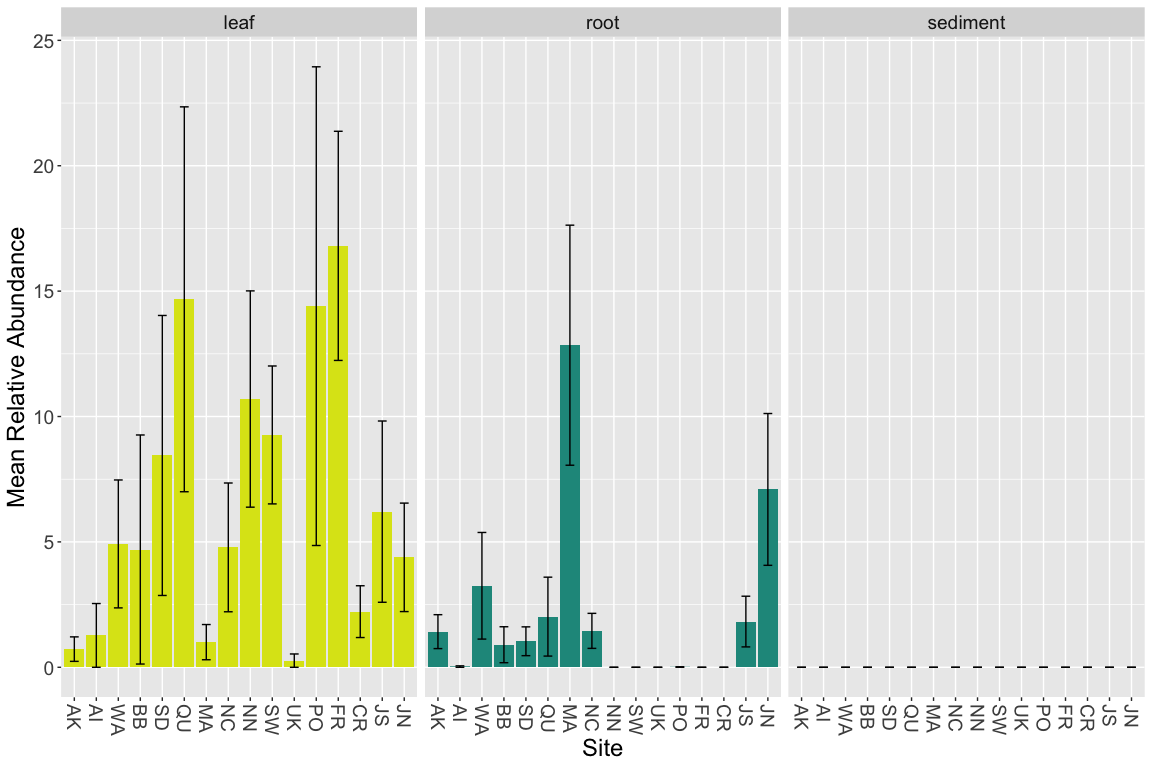 leaf root sediment
25
20
15
10
5
0
Mean Relative Abundance
AK AI WA BB SD QU MA NC NN SW UK PO FR CR JS JN AK AI WA BB SD QU MA NC NN SW UK PO FR CR JS JN AK AI WA BB SD QU MA NC NN SW UK PO FR CR JS JN
Site